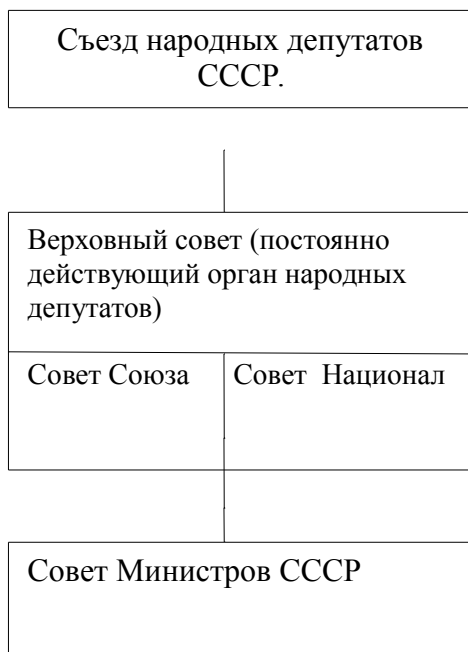 Съезд народных депутатов
СССР.
Верховный совет (постоянно
действующий орган народных
депутатов)
Совет Союза
Совет Национал
Совет Министров СССР